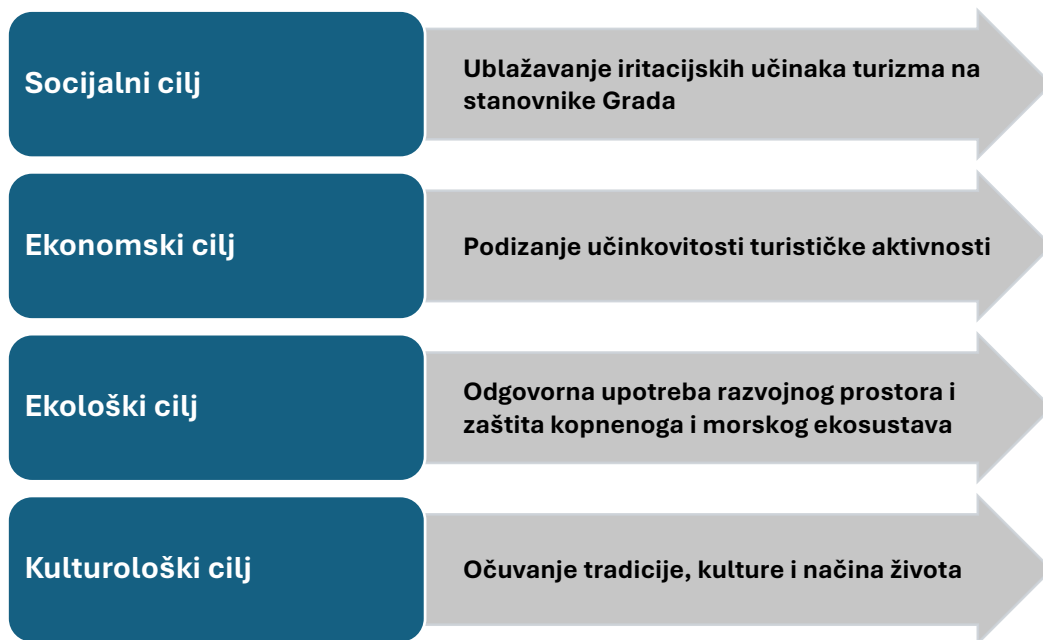 Socijalni cilj
Ublažavanje iritacijskih učinaka turizma na
stanovnike Grada
Ekonomski cilj
Podizanje učinkovitosti turističke aktivnosti
Ekološki cilj
Odgovorna upotreba razvojnog prostora i
zaštita kopnenoga i morskog ekosustava
Kulturološki cilj
Očuvanje tradicije, kulture i načina života